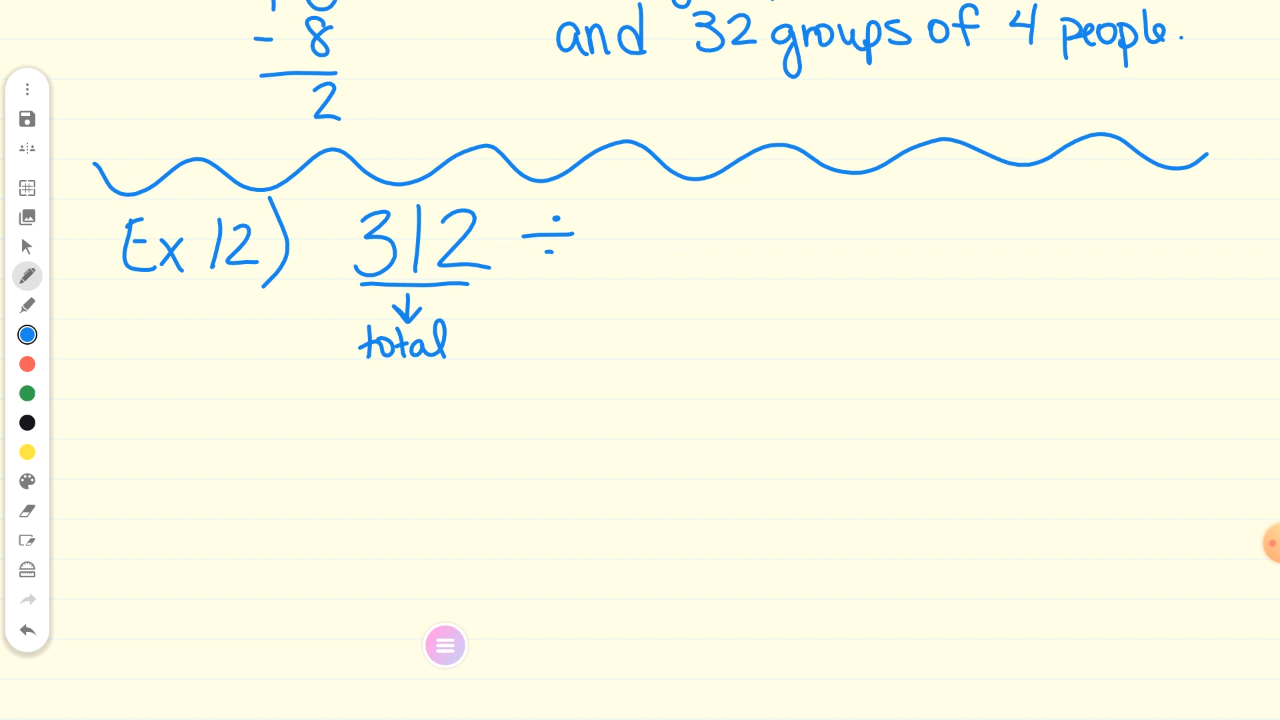 - 8
2
and 32 groups of 4 people.
Ex 12) 312 ÷
total